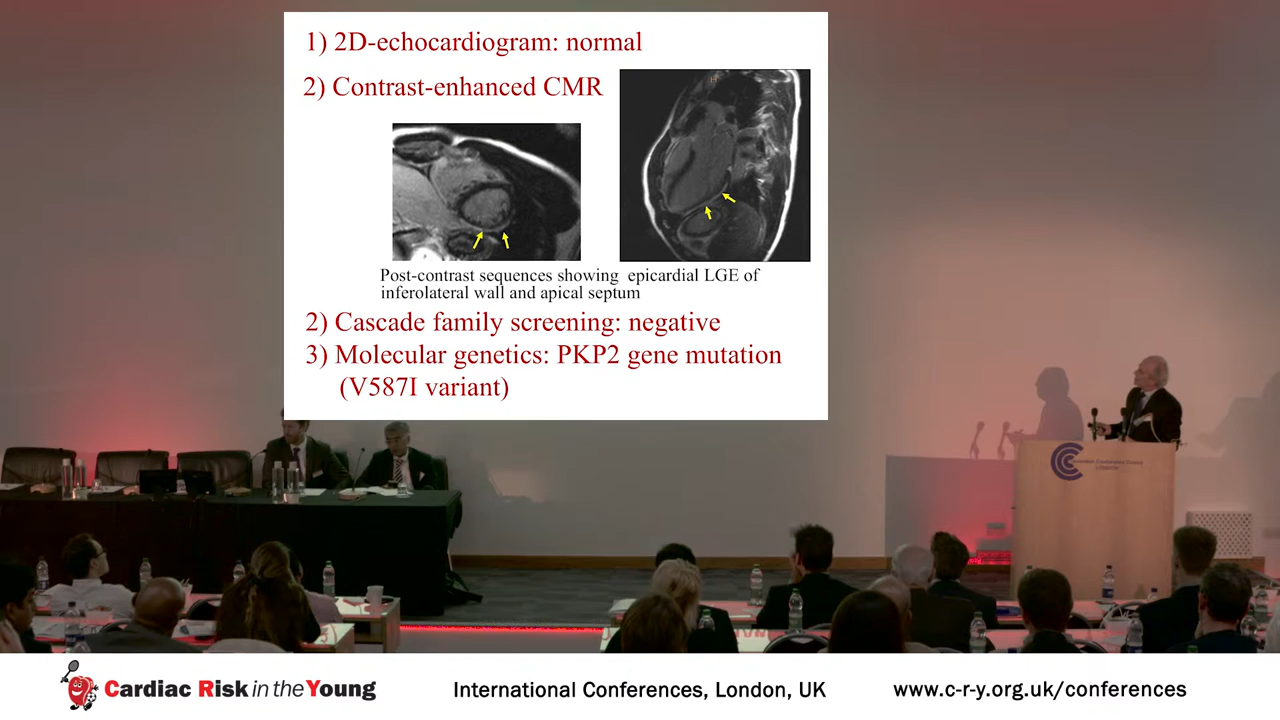 1) 2D-echocardiogram: normal
2) Contrast-enhanced CMR
Post-contrast sequences showing epicardial LGE of
inferolateral wall and apical septum
2) Cascade family screening: negative
3) Molecular genetics: PKP2 gene mutation
(V587I variant)
Cardiac Risk in the Young
International Conferences, London, UK
www.c-r-y.org.uk/conferences